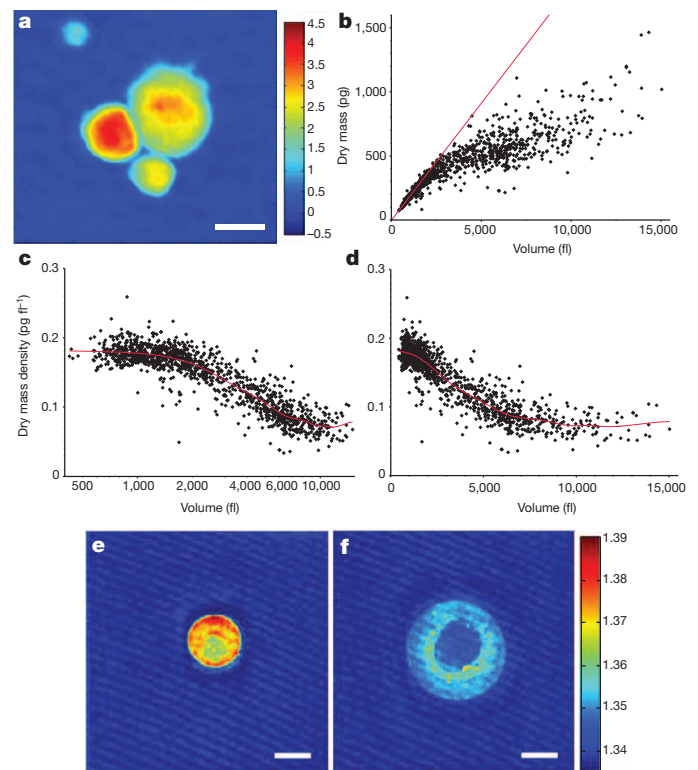 a
4.5
4
3.5
3
2.5
2
1.5
1
0.5
0
–0.5
b
Dry mass (pg)
1,500
1,000
500
0
0 5,000 10,000 15,000
Volume (fl)
c
Dry mass density (pg fl⁻¹)
0.3
0.2
0.1
0
500 1,000 2,000 4,000 6,000 10,000
Volume (fl)
d
0.3
0.2
0.1
0
0 5,000 10,000 15,000
Volume (fl)
e
f
1.39
1.38
1.37
1.36
1.35
1.34